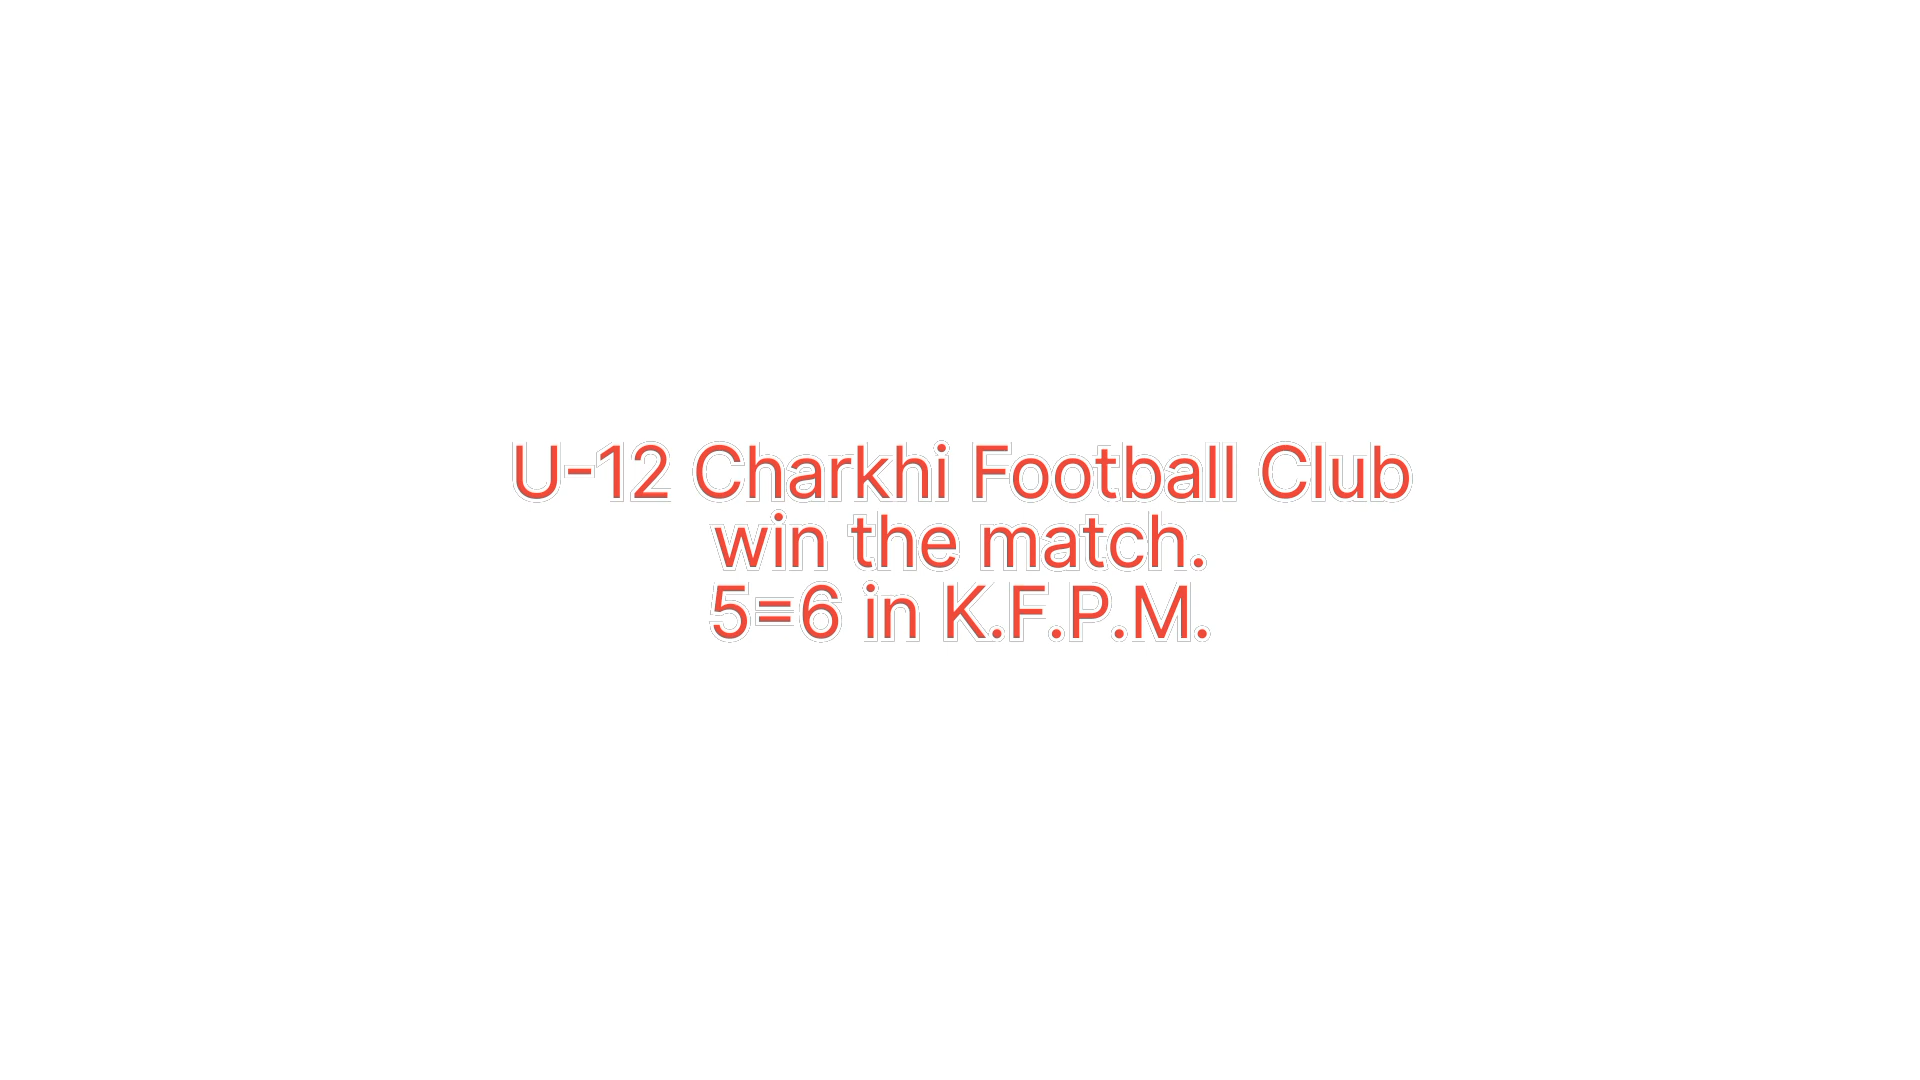 U-12 Charkhi Football Club
win the match.
5=6 in K.F.P.M.